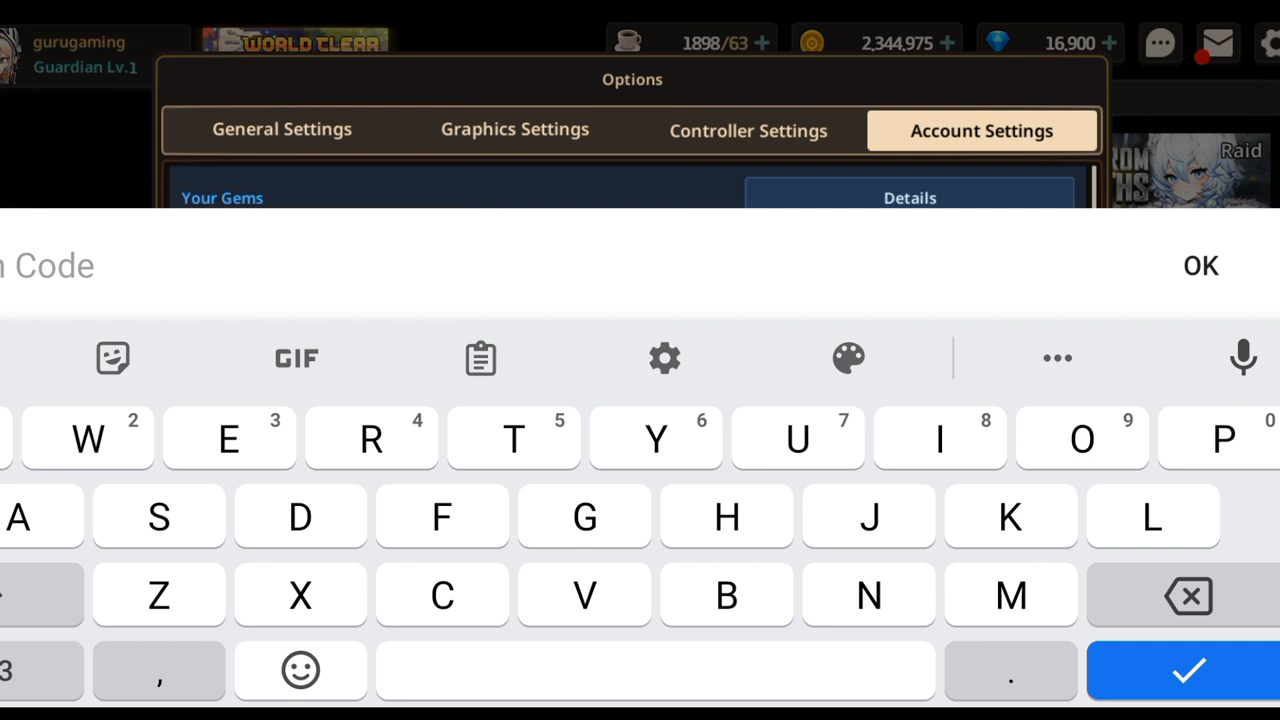 gurugaming
Guardian Lv.1
WORLD CLEAR
1898/63 +
2,344,975 +
16,900 +
Options
General Settings
Graphics Settings
Controller Settings
Account Settings
Raid
Your Gems
Details
Code
OK
GIF
W 2 E 3 R 4 T 5 Y 6 U 7 I 8 O 9 P 0
A S D F G H J K L
Z X C V B N M
3 , .